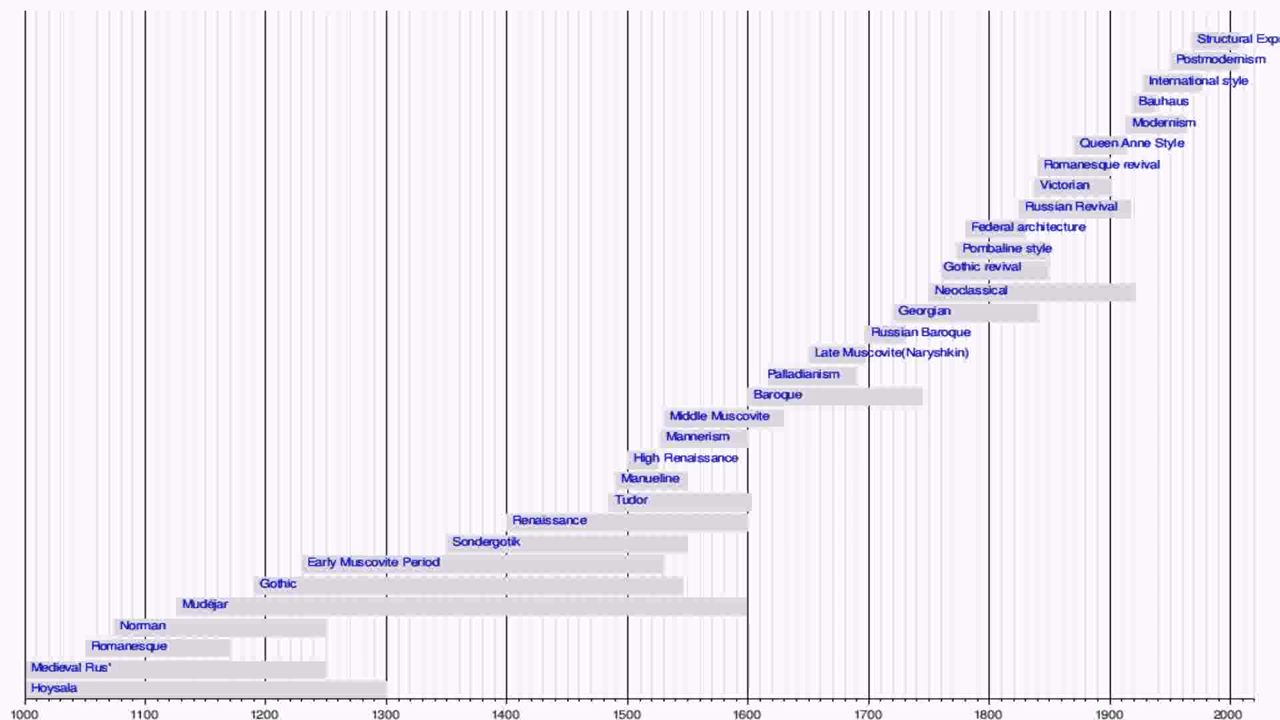 Structural Exp
Postmodernism
International style
Bauhaus
Modernism
Queen Anne Style
Romanesque revival
Victorian
Russian Revival
Federal architecture
Pombaline style
Gothic revival
Neoclassical
Georgian
Russian Baroque
Late Muscovite(Naryshkin)
Palladianism
Baroque
Middle Muscovite
Mannerism
High Renaissance
Manueline
Tudor
Renaissance
Sondergotik
Early Muscovite Period
Gothic
Mudéjar
Norman
Romanesque
Medieval Rus'
Hoysala
1000 1100 1200 1300 1400 1500 1600 1700 1800 1900 2000